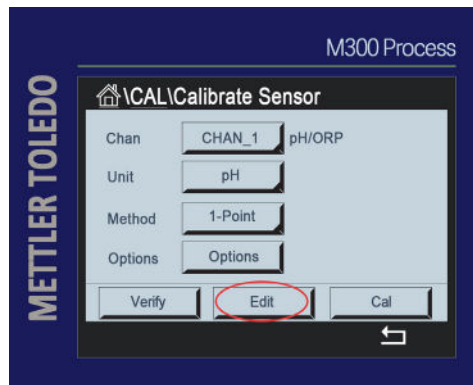 M300 Process
METTLER TOLEDO
\CAL\Calibrate Sensor
Chan CHAN_1 pH/ORP
Unit pH
Method 1-Point
Options Options
Verify Edit Cal